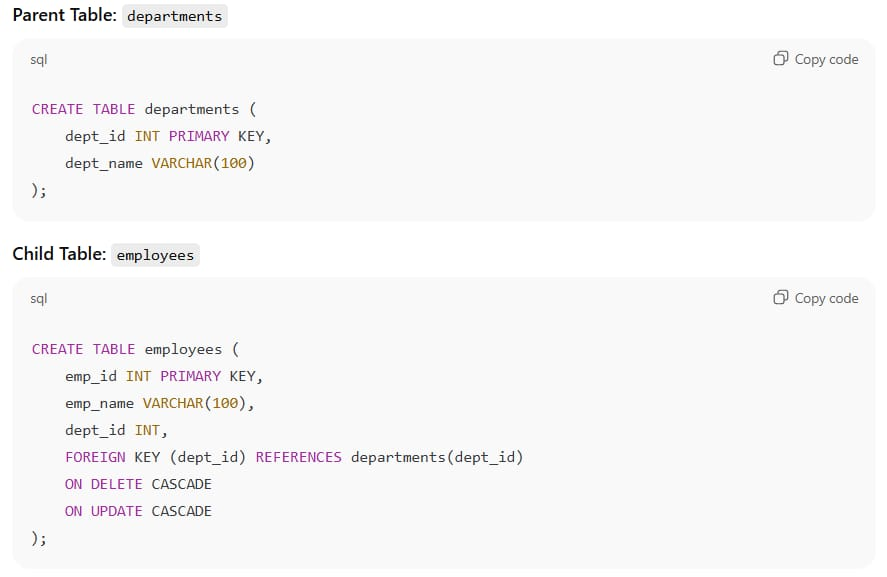 Parent Table: departments
sql
Copy code
CREATE TABLE departments (
    dept_id INT PRIMARY KEY,
    dept_name VARCHAR(100)
);
Child Table: employees
sql
Copy code
CREATE TABLE employees (
    emp_id INT PRIMARY KEY,
    emp_name VARCHAR(100),
    dept_id INT,
    FOREIGN KEY (dept_id) REFERENCES departments(dept_id)
    ON DELETE CASCADE
    ON UPDATE CASCADE
);